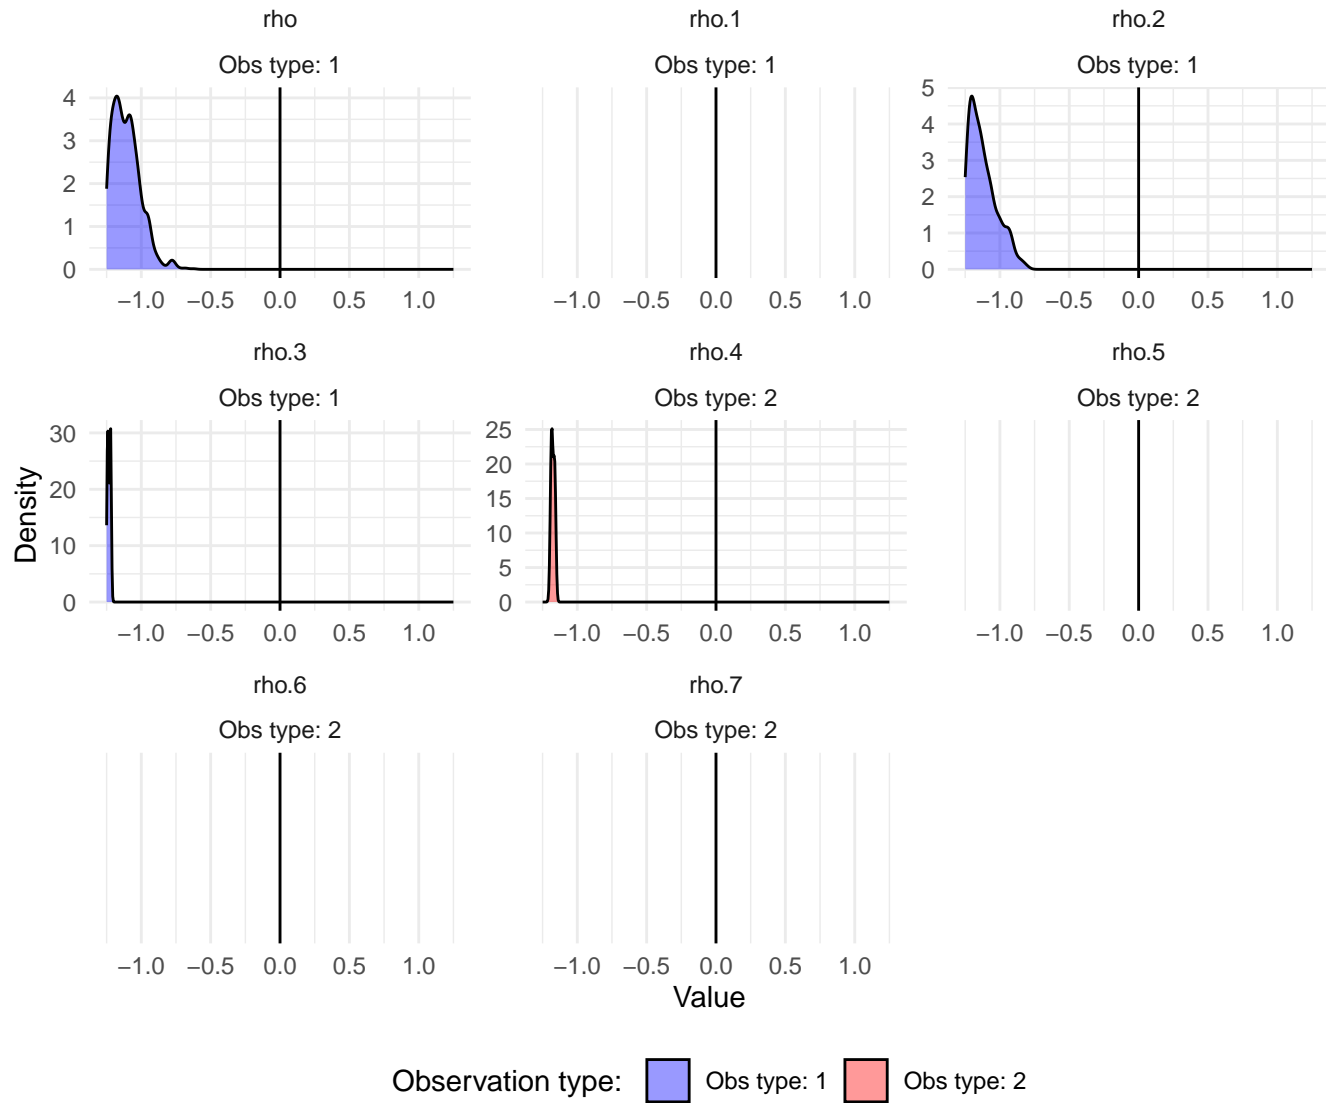 rho rho.1 rho.2
Obs type: 1 Obs type: 1 Obs type: 1
4
3
2
1
0
5
4
3
2
1
0
−1.0 −0.5 0.0 0.5 1.0 −1.0 −0.5 0.0 0.5 1.0 −1.0 −0.5 0.0 0.5 1.0
rho.3 rho.4 rho.5
Obs type: 1 Obs type: 2 Obs type: 2
Density
30
20
10
0
25
20
15
10
5
0
−1.0 −0.5 0.0 0.5 1.0 −1.0 −0.5 0.0 0.5 1.0 −1.0 −0.5 0.0 0.5 1.0
rho.6 rho.7
Obs type: 2 Obs type: 2
−1.0 −0.5 0.0 0.5 1.0 −1.0 −0.5 0.0 0.5 1.0
Value
Observation type: Obs type: 1 Obs type: 2